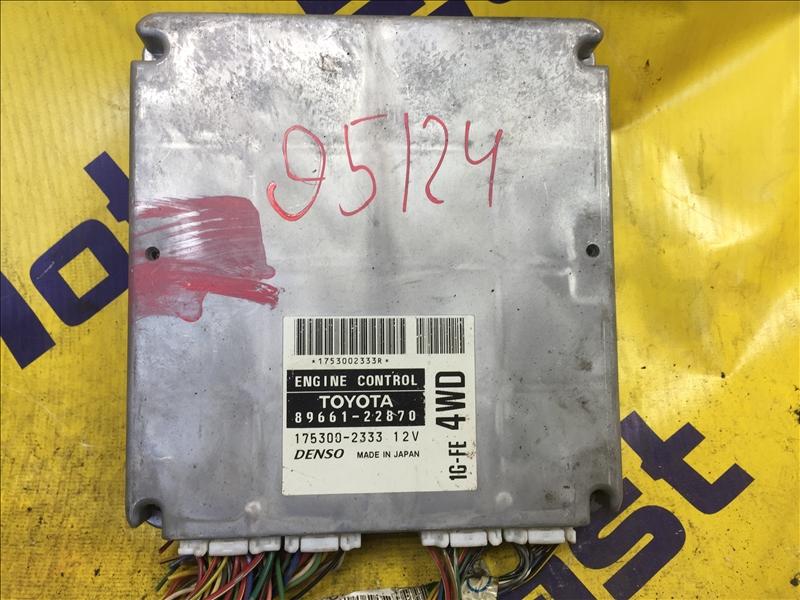 95124
*1753002333R*
ENGINE CONTROL
TOYOTA
89661-22870
175300-2333 12V
DENSO MADE IN JAPAN
1G-FE 4WD